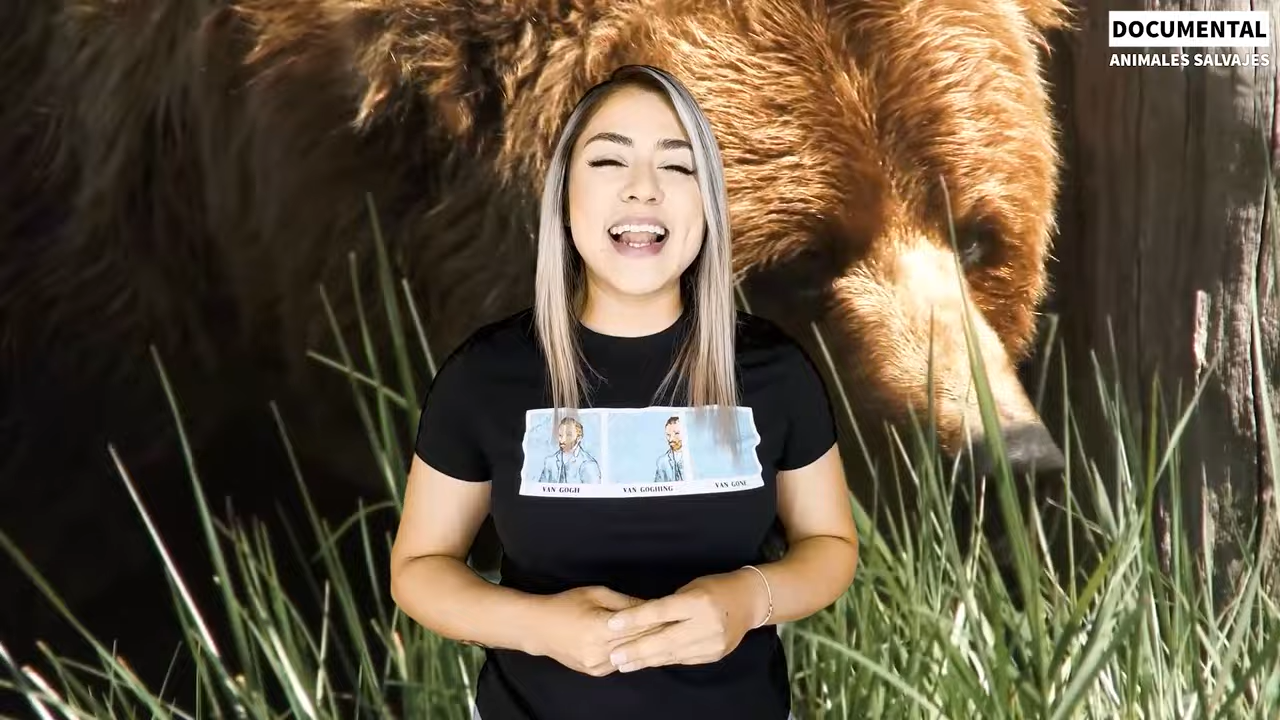 DOCUMENTAL
ANIMALES SALVAJES
VAN GOGH
VAN GOGHING
VAN GONE